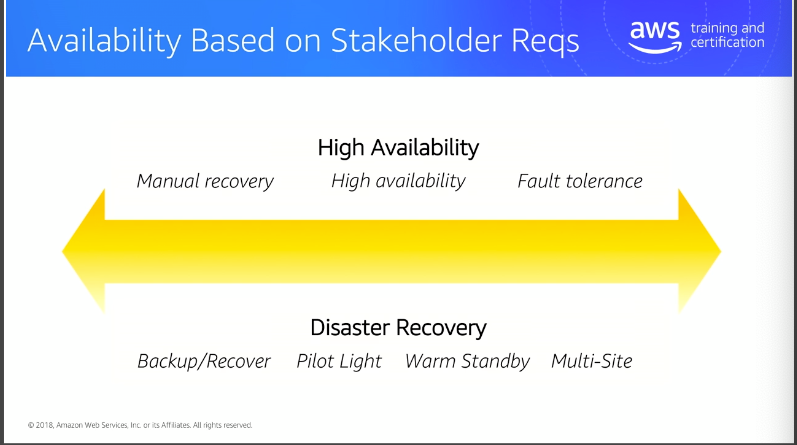 Availability Based on Stakeholder Reqs
aws training and
certification
High Availability
Manual recovery High availability Fault tolerance
Disaster Recovery
Backup/Recover Pilot Light Warm Standby Multi-Site
© 2018, Amazon Web Services, Inc. or its Affiliates. All rights reserved.